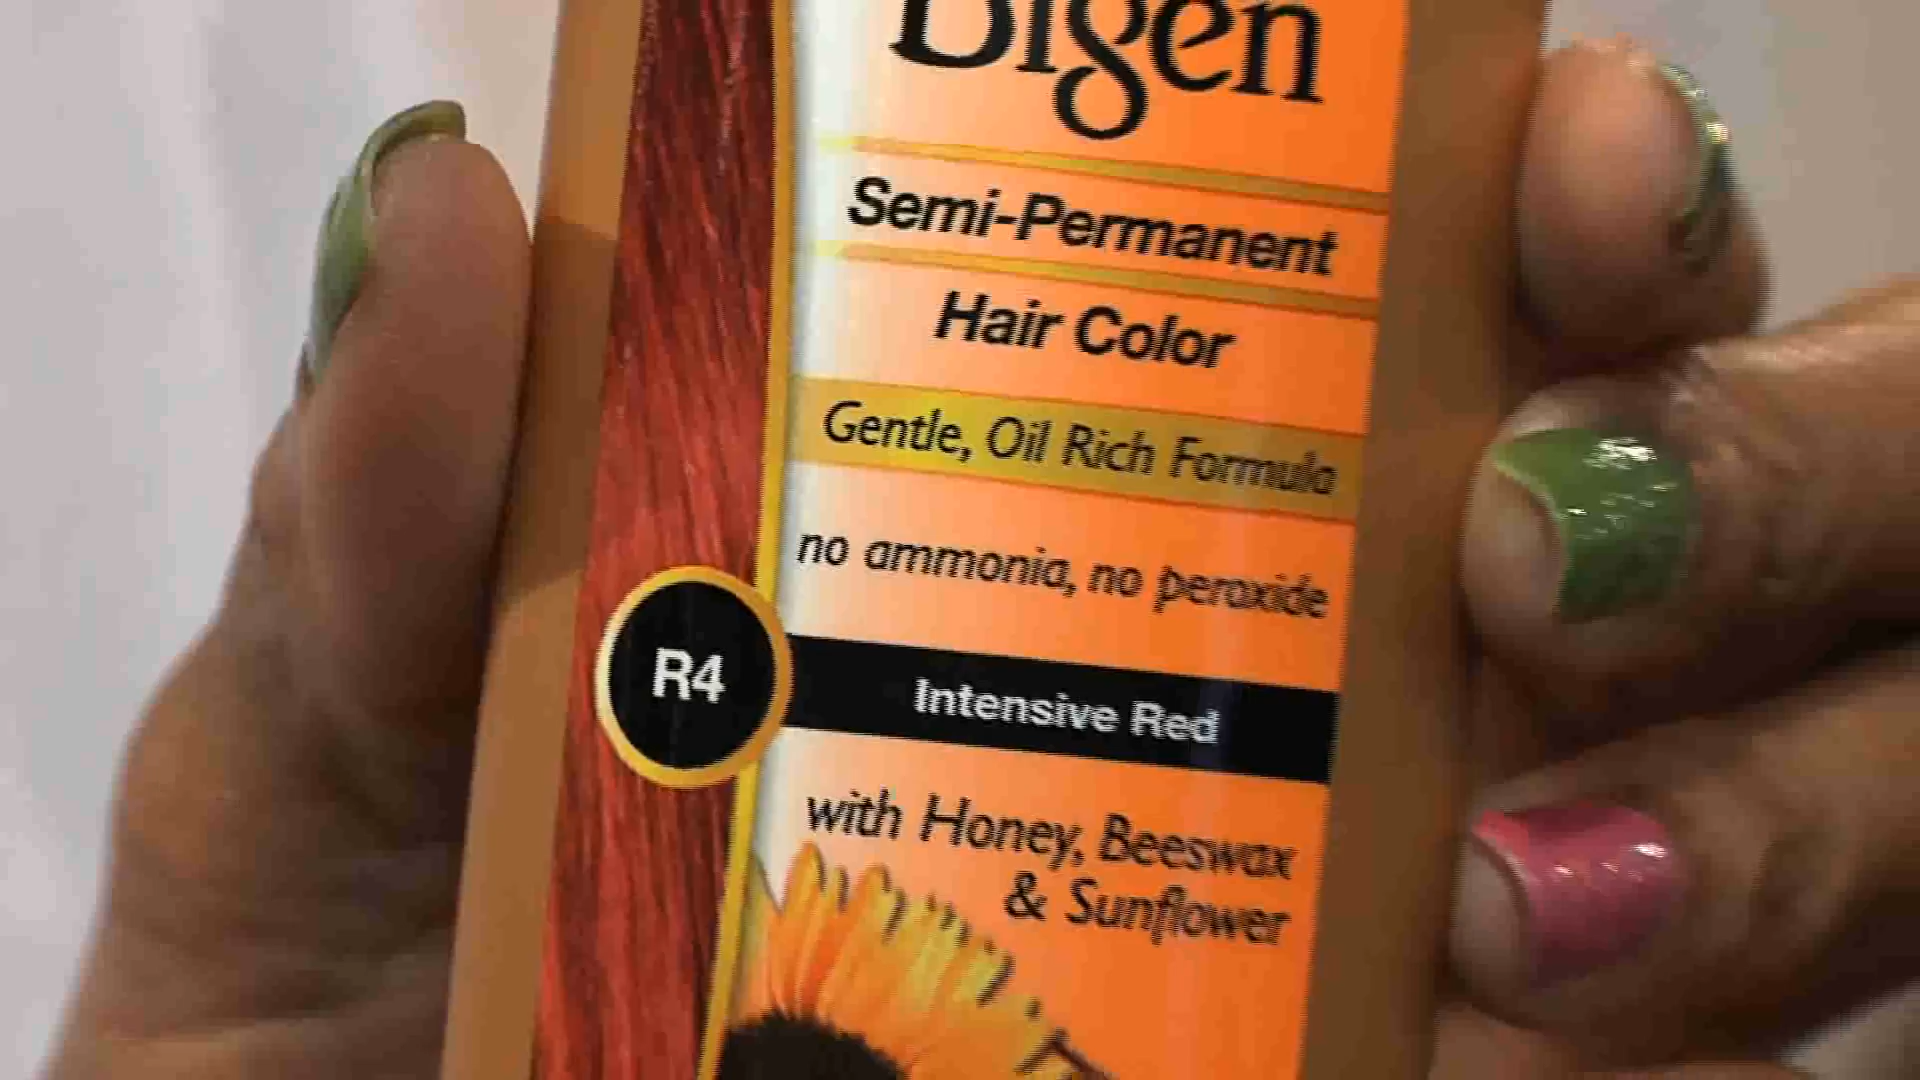 Bigen
Semi-Permanent
Hair Color
Gentle, Oil Rich Formula
no ammonia, no peroxide
R4
Intensive Red
with Honey, Beeswax
& Sunflower